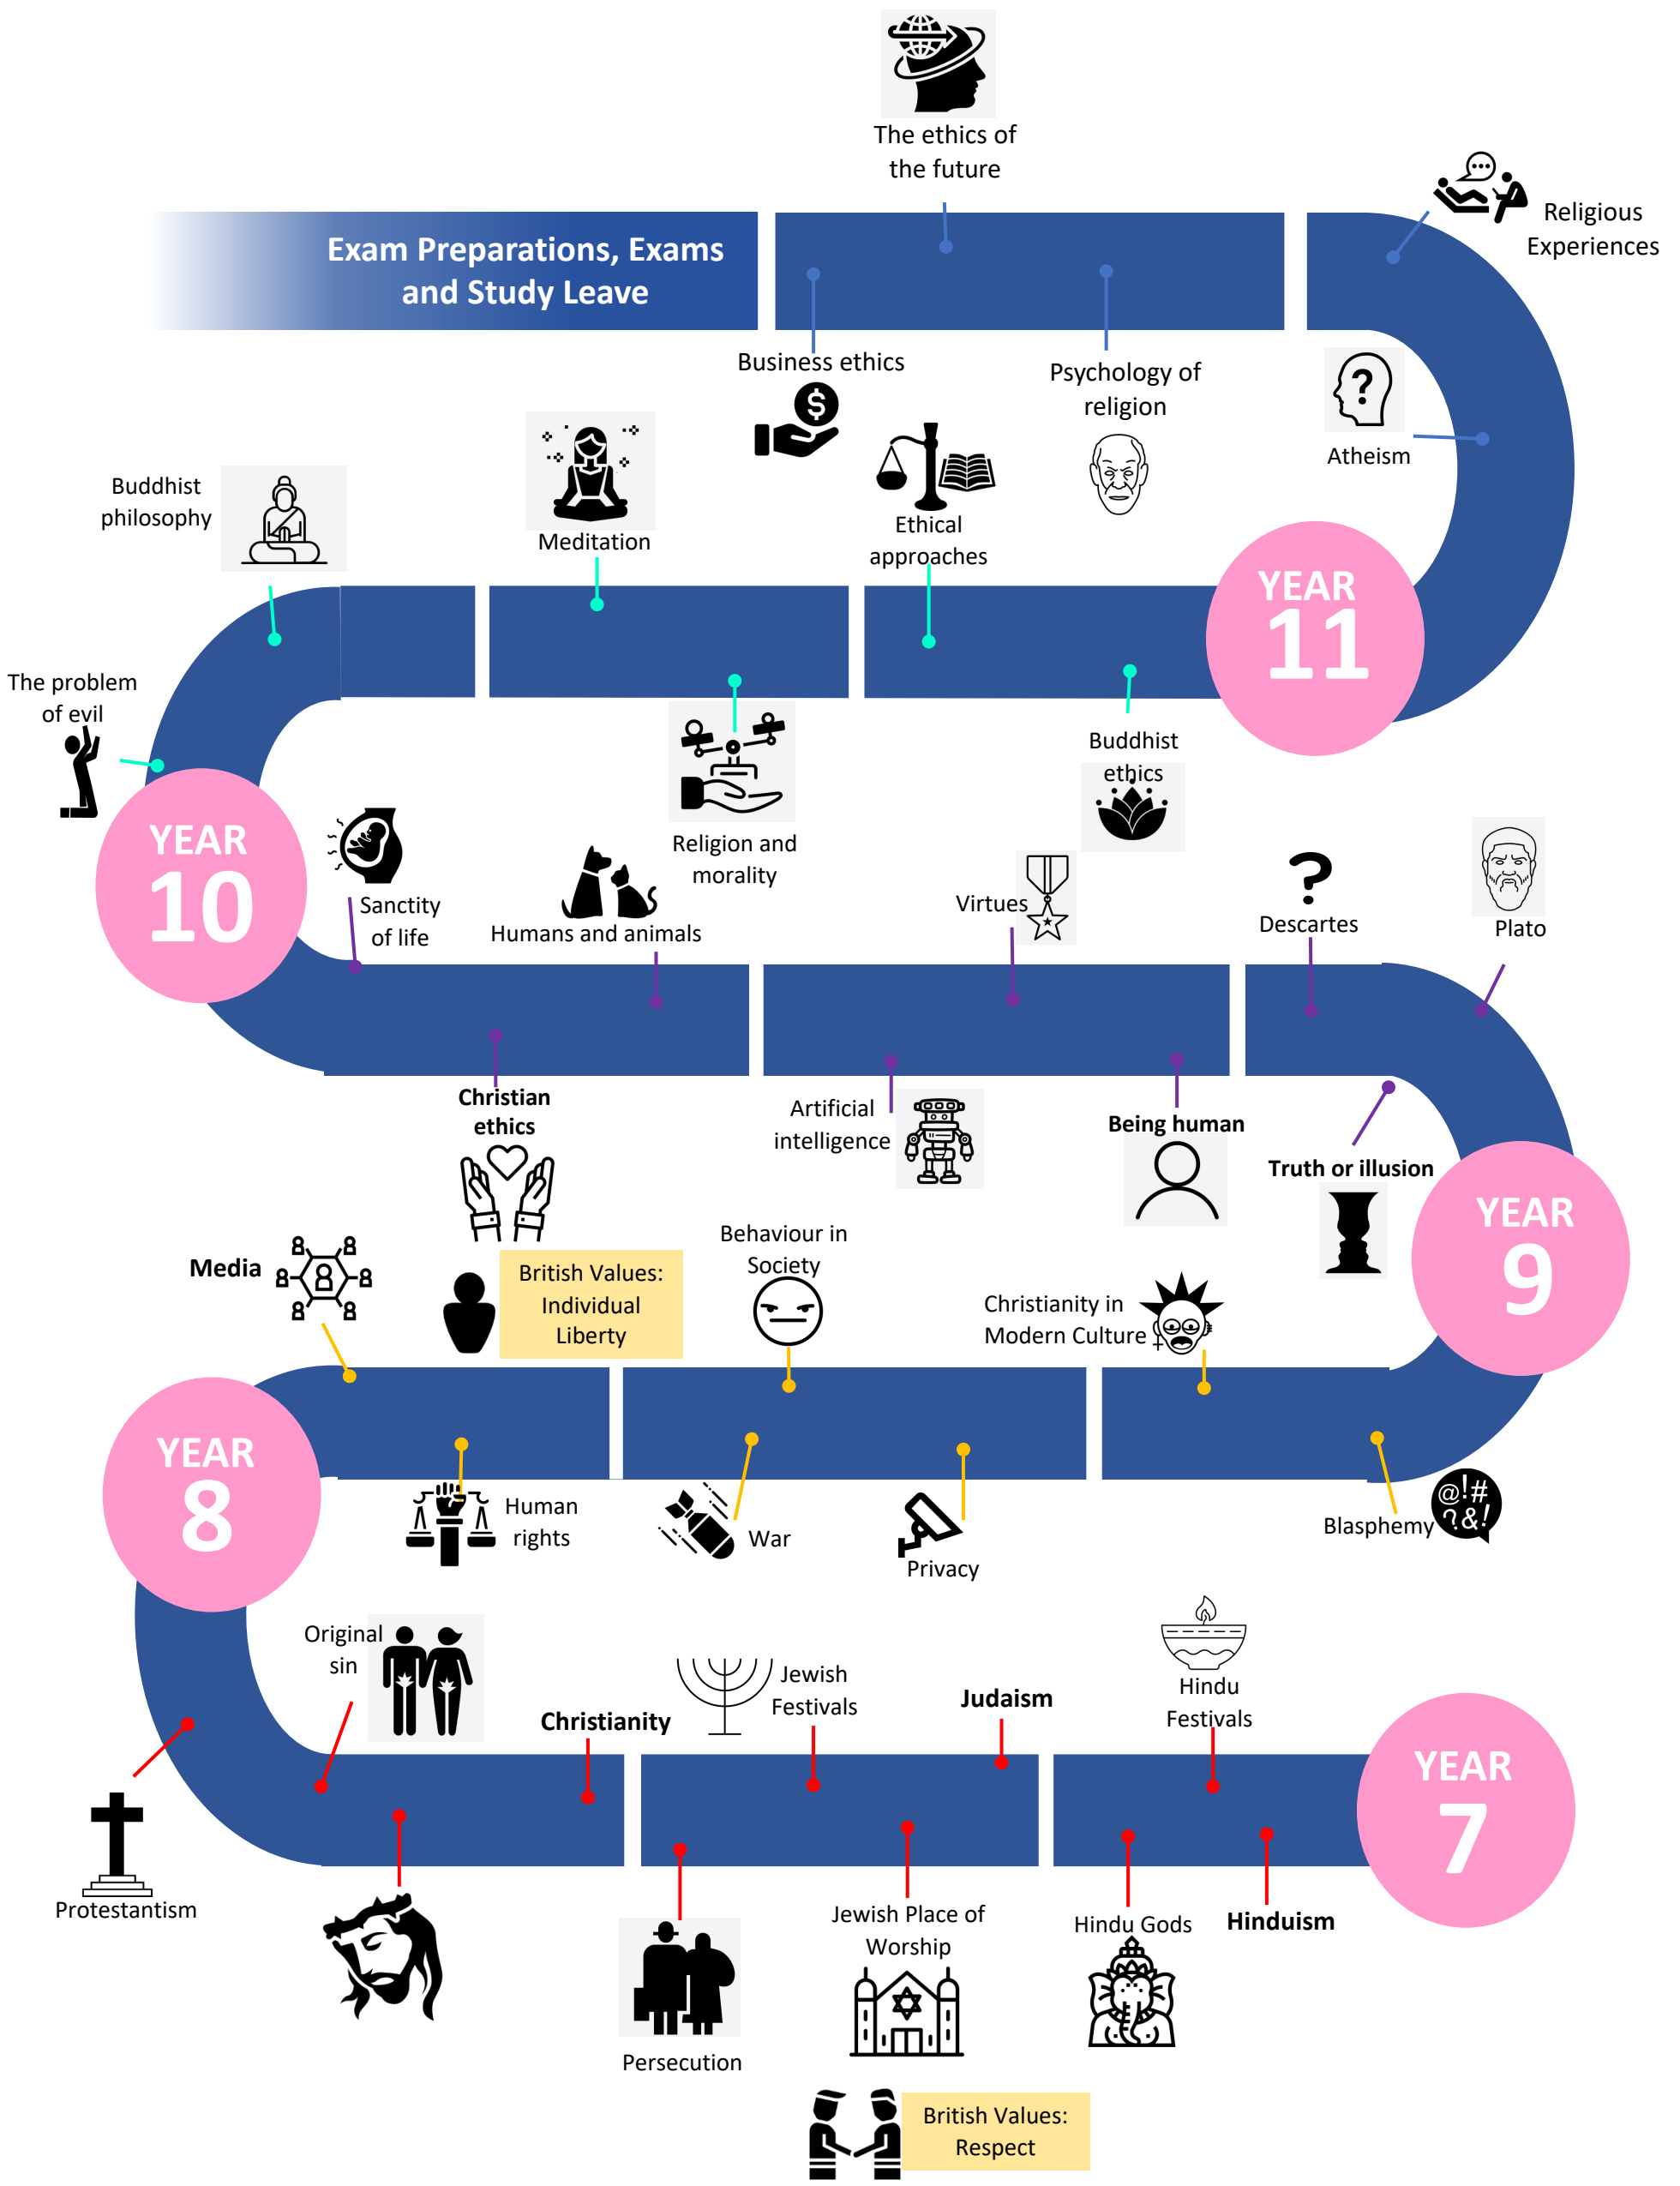 The ethics of
the future
Religious
Experiences
Exam Preparations, Exams
and Study Leave
Business ethics
$
Psychology of
religion
?
Atheism
Buddhist
philosophy
Meditation
Ethical
approaches
YEAR
11
The problem
of evil
Religion and
morality
Buddhist
ethics
YEAR
10
Sanctity
of life
Humans and animals
Virtues
?
Descartes
Plato
Christian
ethics
Artificial
intelligence
Being human
Truth or illusion
YEAR
9
Media
British Values:
Individual
Liberty
Behaviour in
Society
Christianity in
Modern Culture
YEAR
8
Human
rights
War
Privacy
Blasphemy
@!#
?&!
Original
sin
Christianity
Jewish
Festivals
Judaism
Hindu
Festivals
YEAR
7
Protestantism
Persecution
Jewish Place of
Worship
Hindu Gods
Hinduism
British Values:
Respect